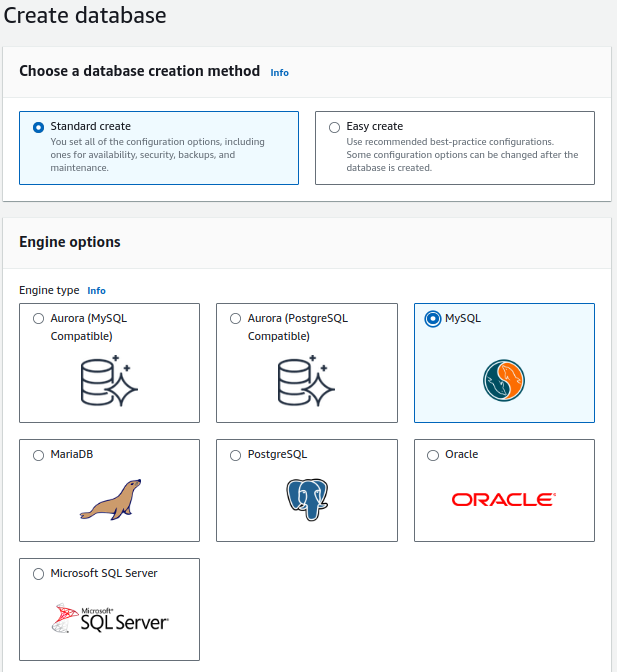 Create database
Choose a database creation method Info
Standard create
You set all of the configuration options, including
ones for availability, security, backups, and
maintenance.
Easy create
Use recommended best-practice configurations.
Some configuration options can be changed after the
database is created.
Engine options
Engine type Info
Aurora (MySQL
Compatible)
Aurora (PostgreSQL
Compatible)
MySQL
MariaDB
PostgreSQL
Oracle
ORACLE
Microsoft SQL Server
Microsoft
SQL Server